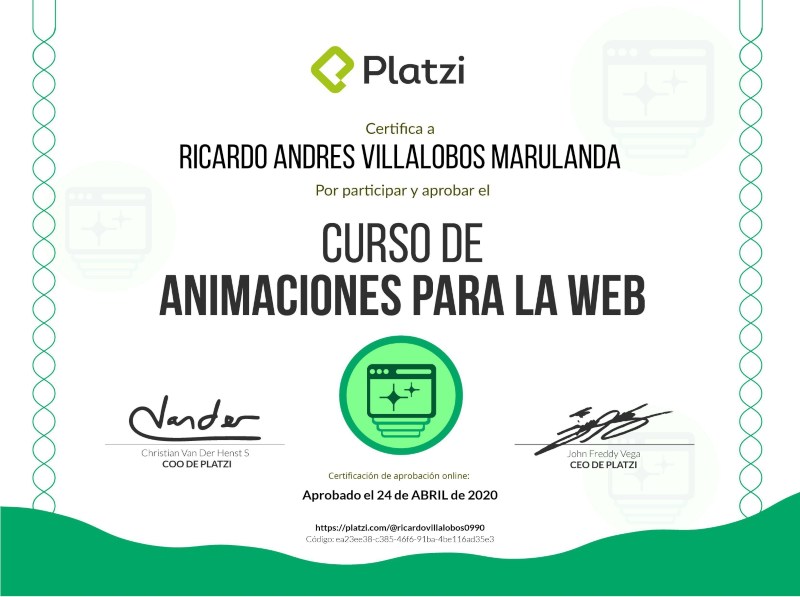 Platzi
Certifica a
RICARDO ANDRES VILLALOBOS MARULANDA
Por participar y aprobar el
CURSO DE
ANIMACIONES PARA LA WEB
Vander
Christian Van Der Henst S
COO DE PLATZI
John Freddy Vega
CEO DE PLATZI
Certificación de aprobación online:
Aprobado el 24 de ABRIL de 2020
https://platzi.com/@ricardovillalobos0990
Código: ea23ee38-c385-46f6-91ba-4be116ad35e3